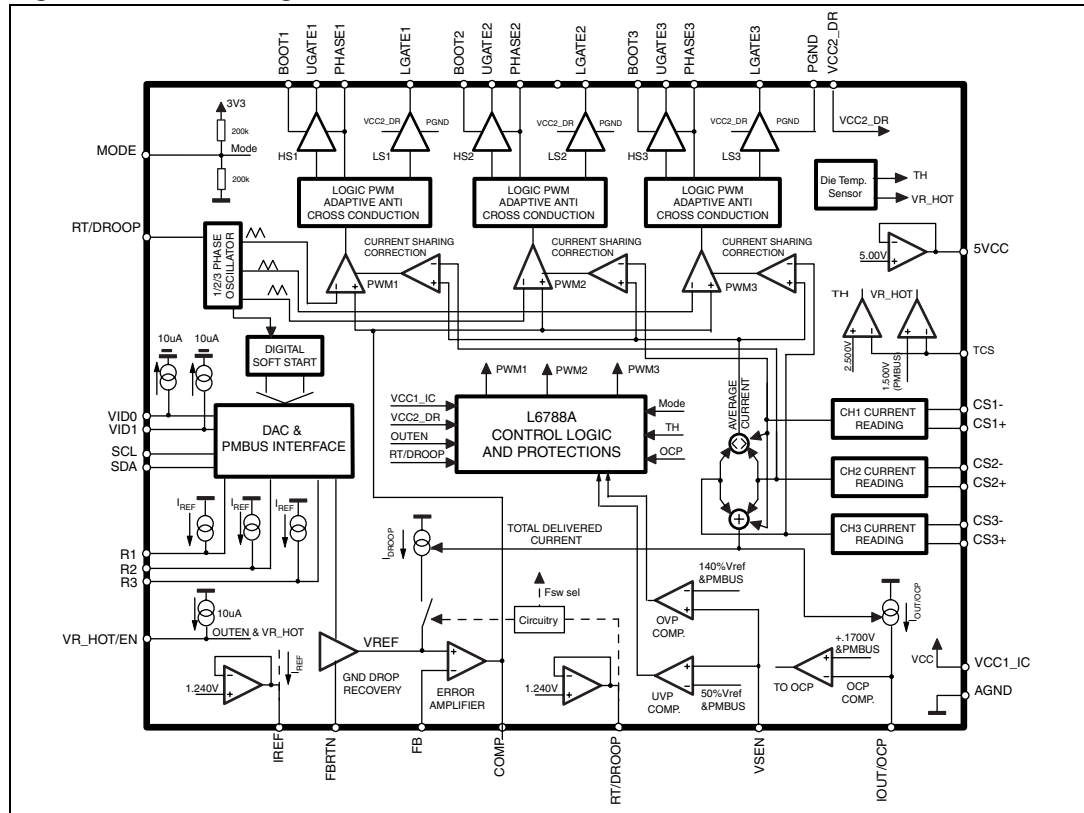 BOOT1
UGATE1
PHASE1
LGATE1
BOOT2
UGATE2
PHASE2
LGATE2
BOOT3
UGATE3
PHASE3
LGATE3
PGND
VCC2_DR
3V3
200k
MODE
Mode
200k
HS1
VCC2_DR
PGND
LS1
HS2
VCC2_DR
PGND
LS2
HS3
VCC2_DR
PGND
LS3
VCC2_DR
LOGIC PWM
ADAPTIVE ANTI
CROSS CONDUCTION
LOGIC PWM
ADAPTIVE ANTI
CROSS CONDUCTION
LOGIC PWM
ADAPTIVE ANTI
CROSS CONDUCTION
Die Temp.
Sensor
TH
VR_HOT
RT/DROOP
1/2/3 PHASE
OSCILLATOR
CURRENT SHARING
CORRECTION
PWM1
CURRENT SHARING
CORRECTION
PWM2
CURRENT SHARING
CORRECTION
PWM3
5.00V
5VCC
TH
VR_HOT
2.500V
1.500V
(PMBUS)
TCS
10uA
10uA
DIGITAL
SOFT START
VID0
VID1
SCL
SDA
DAC &
PMBUS INTERFACE
PWM1
PWM2
PWM3
VCC1_IC
VCC2_DR
OUTEN
RT/DROOP
L6788A
CONTROL LOGIC
AND PROTECTIONS
Mode
TH
OCP
AVERAGE
CURRENT
CH1 CURRENT
READING
CS1-
CS1+
CH2 CURRENT
READING
CS2-
CS2+
CH3 CURRENT
READING
CS3-
CS3+
IREF
IREF
IREF
R1
R2
R3
IDROOP
TOTAL DELIVERED
CURRENT
140%Vref
&PMBUS
OVP
COMP.
Fsw sel
Circuitry
IOUT/OCP
10uA
VR_HOT/EN
OUTEN & VR_HOT
VREF
GND DROP
RECOVERY
ERROR
AMPLIFIER
1.240V
IREF
1.240V
UVP
COMP.
50%Vref
&PMBUS
+.1700V
&PMBUS
TO OCP
OCP
COMP.
VCC
VCC1_IC
AGND
IREF
FBRTN
FB
COMP
RT/DROOP
VSEN
IOUT/OCP